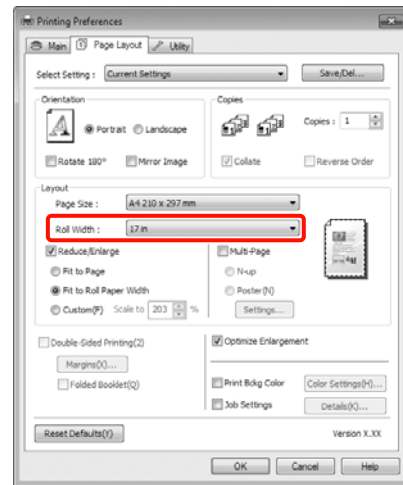 Printing Preferences
Main Page Layout Utility
Select Setting : Current Settings Save/Del...
Orientation Copies
Portrait Landscape Copies : 1
Rotate 180° Mirror Image Collate Reverse Order
Layout
Page Size : A4 210 x 297 mm
Roll Width : 17 in
Reduce/Enlarge Multi-Page
Fit to Page N-up
Fit to Roll Paper Width Poster(N)
Custom(F) Scale to 203 % Settings...
Double-Sided Printing(2) Optimize Enlargement
Margins(X)...
Folded Booklet(Q) Print Bckg Color Color Settings(H)...
Job Settings Details(K)...
Reset Defaults(Y) Version X.XX
OK Cancel Help